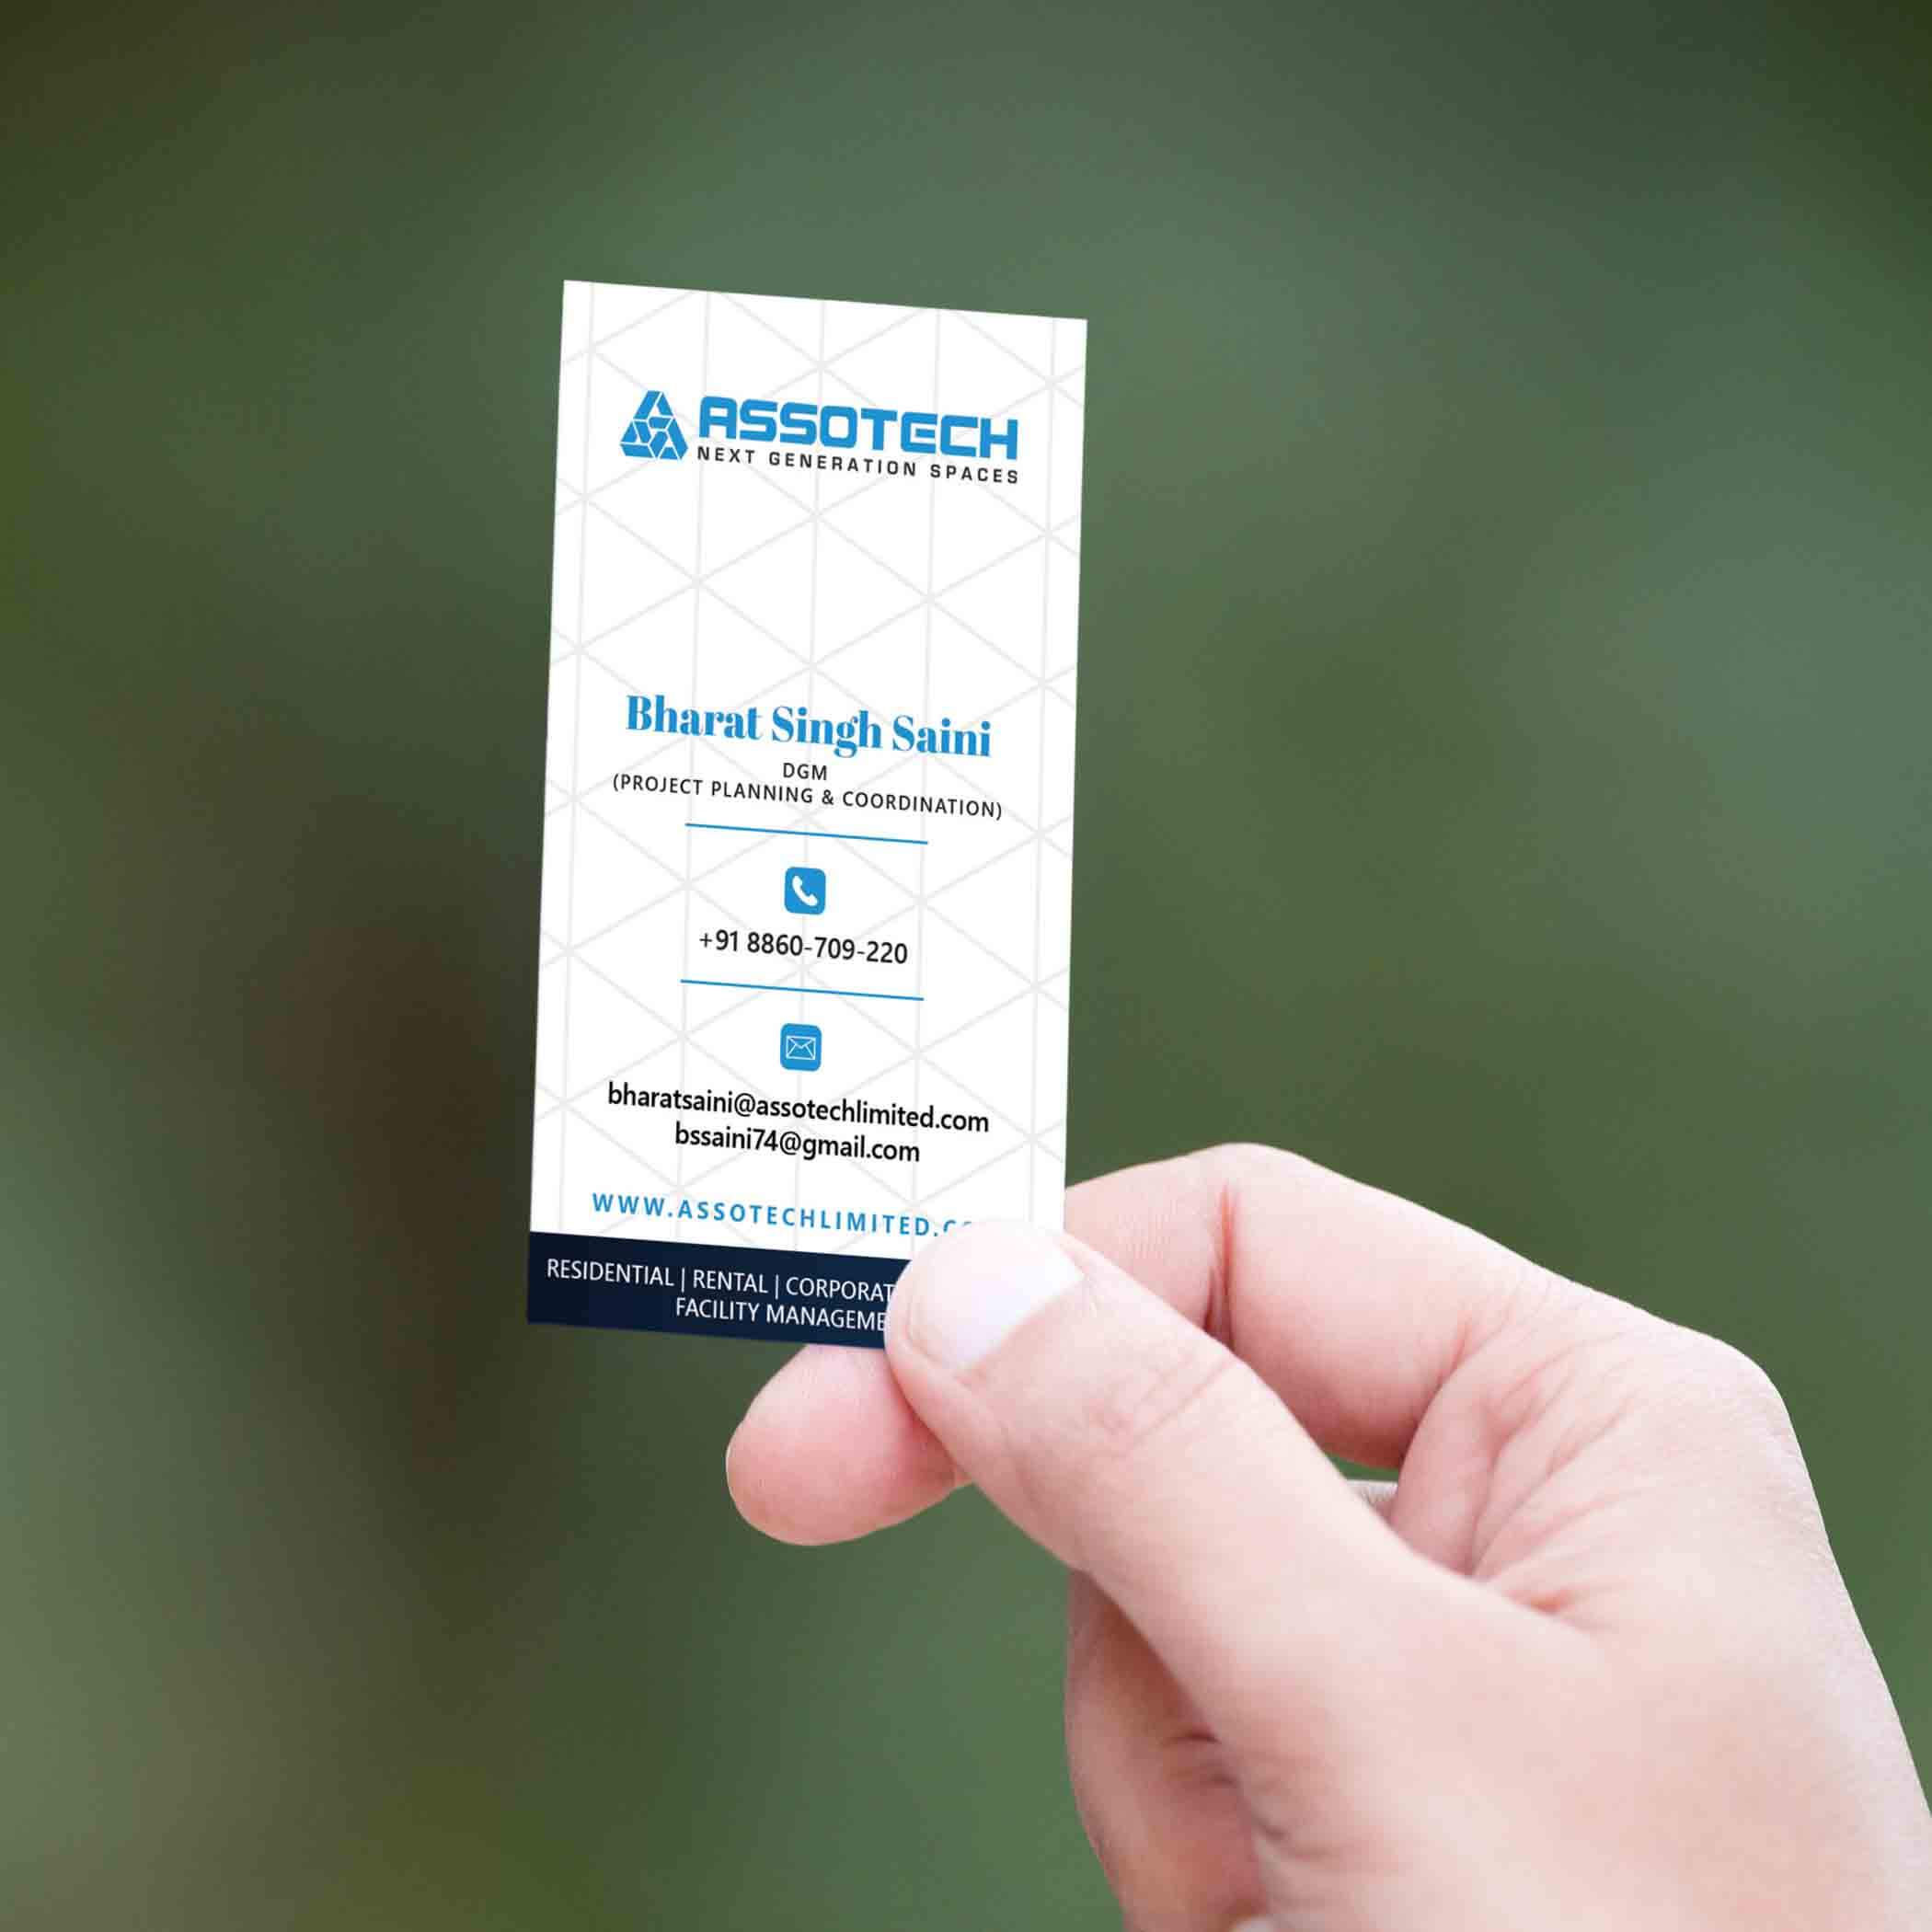 ASSOTECH
NEXT GENERATION SPACES
Bharat Singh Saini
DGM
(PROJECT PLANNING & COORDINATION)
+91 8860-709-220
bharatsaini@assotechlimited.com
bssaini74@gmail.com
WWW.ASSOTECHLIMITED.
RESIDENTIAL | RENTAL |
FACILITY